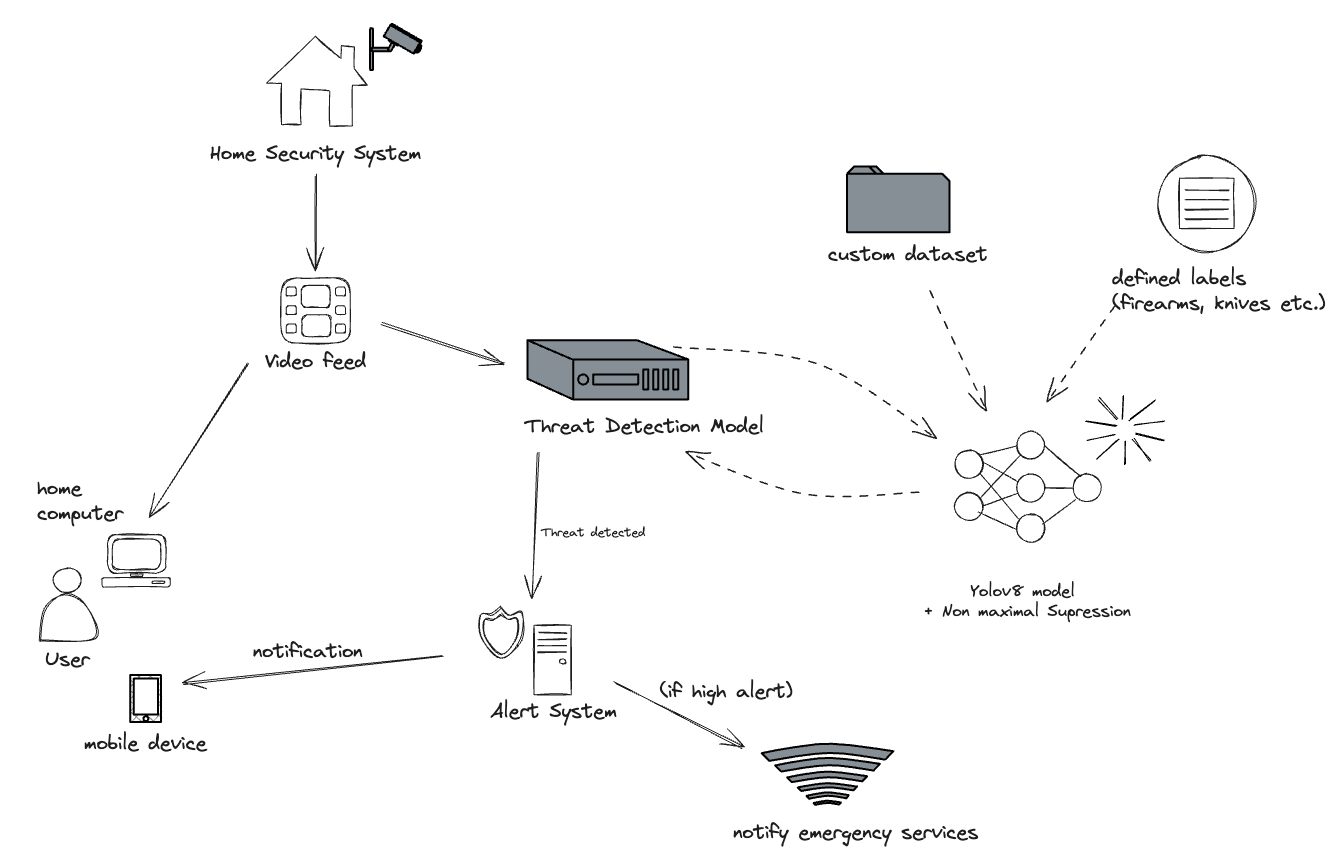 Home Security System
custom dataset
defined labels
(firearms, knives etc.)
Video feed
Threat Detection Model
home
computer
Threat detected
Yolov8 model
+ Non maximal Supression
User
notification
(if high alert)
Alert System
mobile device
notify emergency services